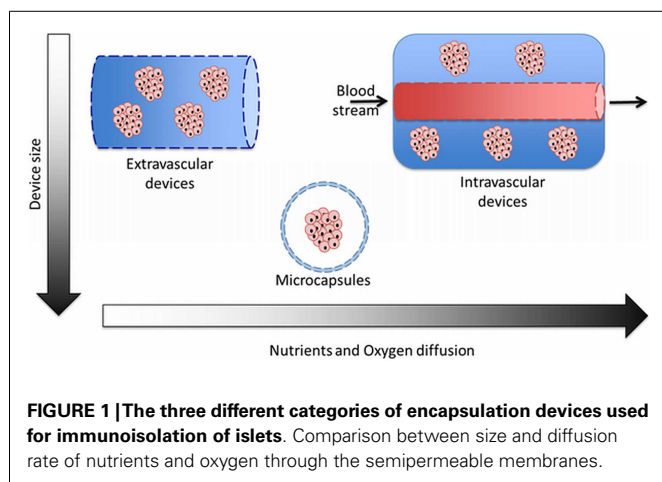 Device size
Extravascular
devices
Blood
stream
Intravascular
devices
Microcapsules
Nutrients and Oxygen diffusion
FIGURE 1 | The three different categories of encapsulation devices used
for immunoisolation of islets. Comparison between size and diffusion
rate of nutrients and oxygen through the semipermeable membranes.